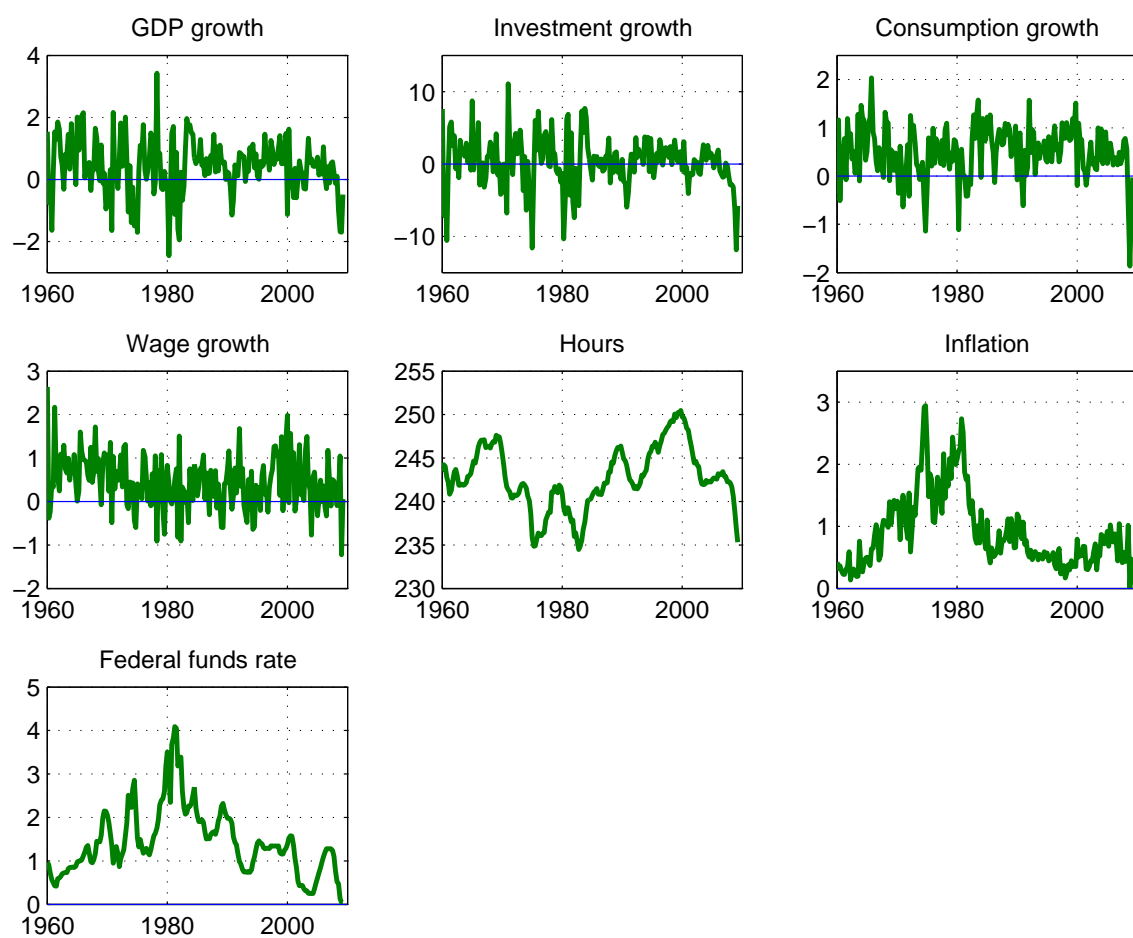 GDP growth
4
2
0
−2
1960 1980 2000
Investment growth
10
0
−10
1960 1980 2000
Consumption growth
2
1
0
−1
−2
1960 1980 2000
Wage growth
3
2
1
0
−1
−2
1960 1980 2000
Hours
255
250
245
240
235
230
1960 1980 2000
Inflation
3
2
1
0
1960 1980 2000
Federal funds rate
5
4
3
2
1
0
1960 1980 2000